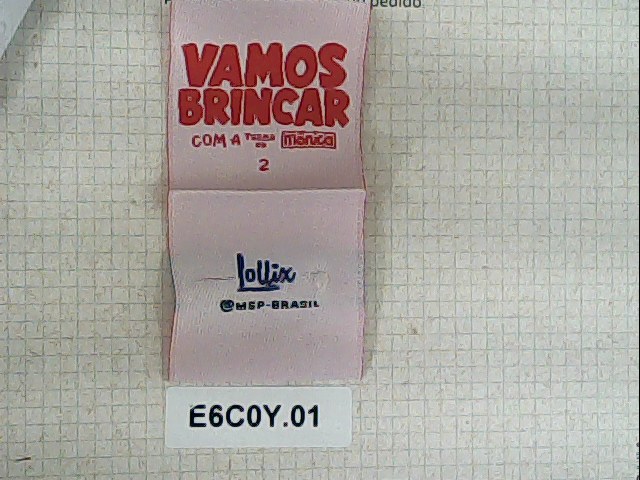 pedido
VAMOS
BRINCAR
COM A TURMA DA Mônica
2
Lollix
@MSP-BRASIL
E6C0Y.01